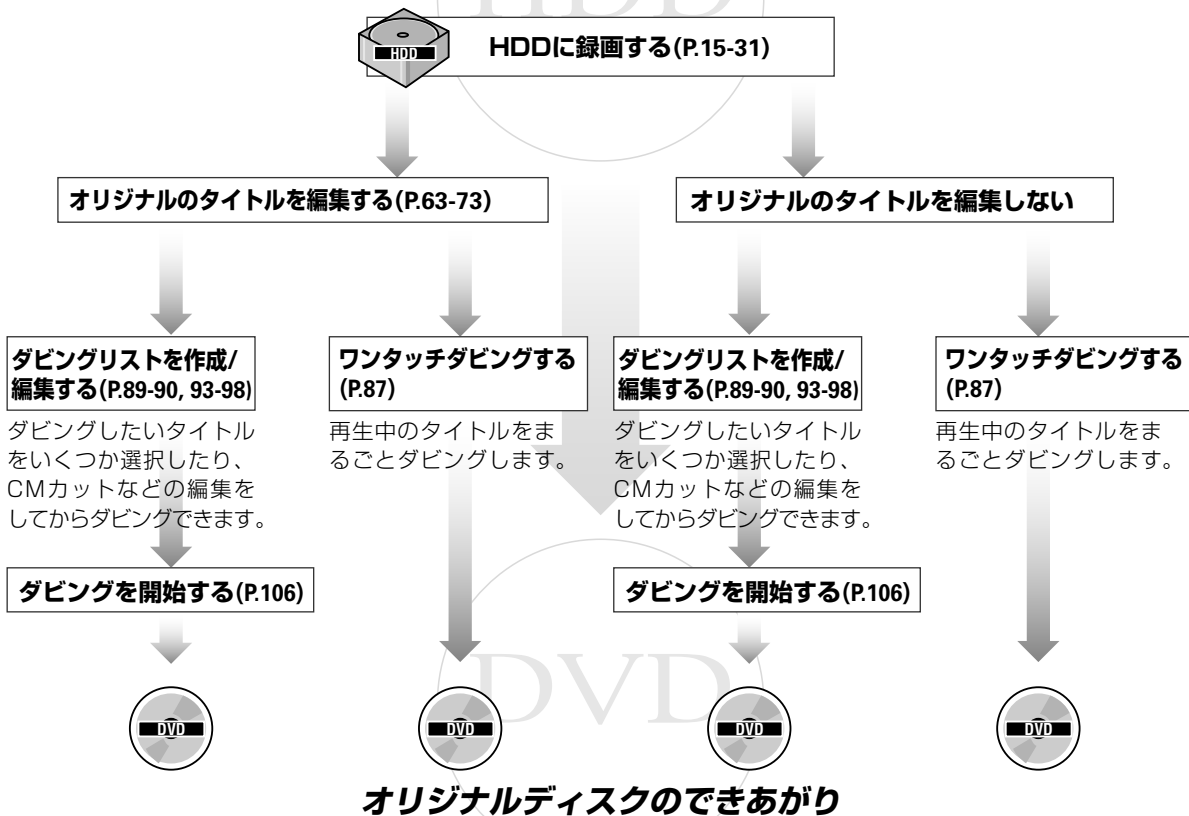 HDD
HDD
HDDに録画する(P.15-31)
オリジナルのタイトルを編集する(P.63-73)
オリジナルのタイトルを編集しない
ダビングリストを作成/
編集する(P.89-90, 93-98)
ダビングしたいタイトル
をいくつか選択したり、
CMカットなどの編集を
してからダビングできます。
ワンタッチダビングする
(P.87)
再生中のタイトルをま
るごとダビングします。
ダビングリストを作成/
編集する(P.89-90, 93-98)
ダビングしたいタイトル
をいくつか選択したり、
CMカットなどの編集を
してからダビングできます。
ワンタッチダビングする
(P.87)
再生中のタイトルをま
るごとダビングします。
ダビングを開始する(P.106)
ダビングを開始する(P.106)
DVD
DVD
DVD
DVD
DVD
オリジナルディスクのできあがり